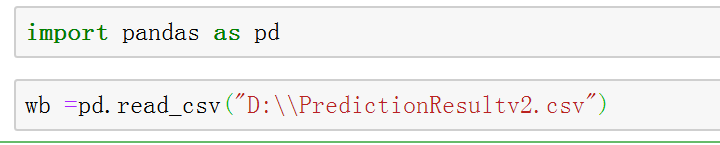 import pandas as pd
wb =pd.read_csv("D:\\PredictionResultv2.csv")